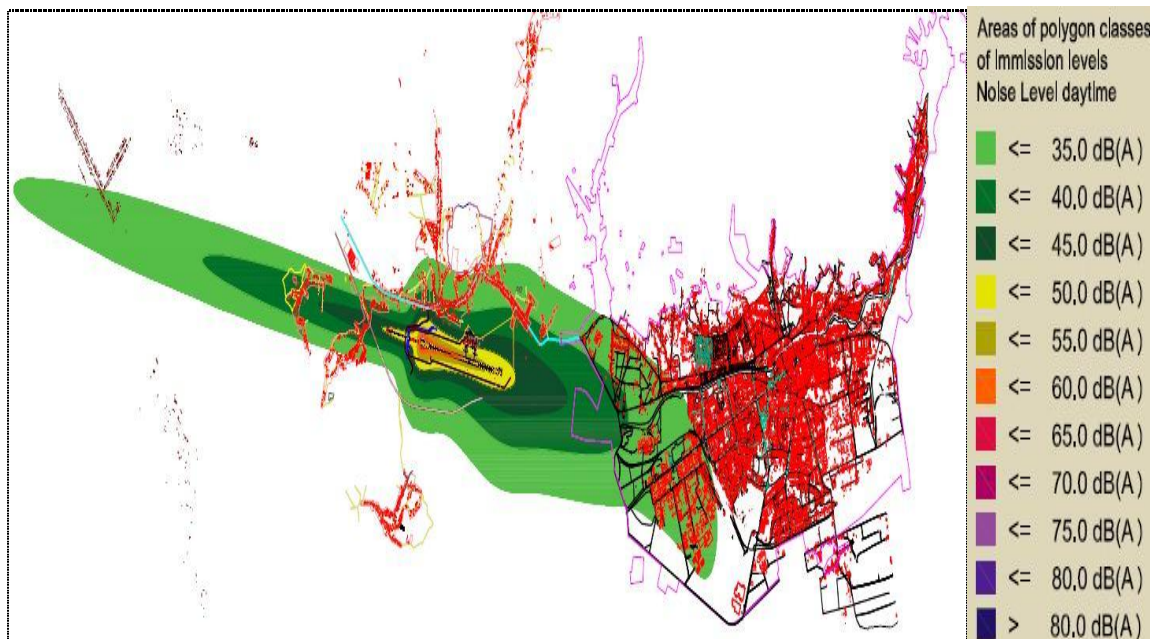 Areas of polygon classes
of Immission levels
Noise Level daytime
<= 35.0 dB(A)
<= 40.0 dB(A)
<= 45.0 dB(A)
<= 50.0 dB(A)
<= 55.0 dB(A)
<= 60.0 dB(A)
<= 65.0 dB(A)
<= 70.0 dB(A)
<= 75.0 dB(A)
<= 80.0 dB(A)
> 80.0 dB(A)